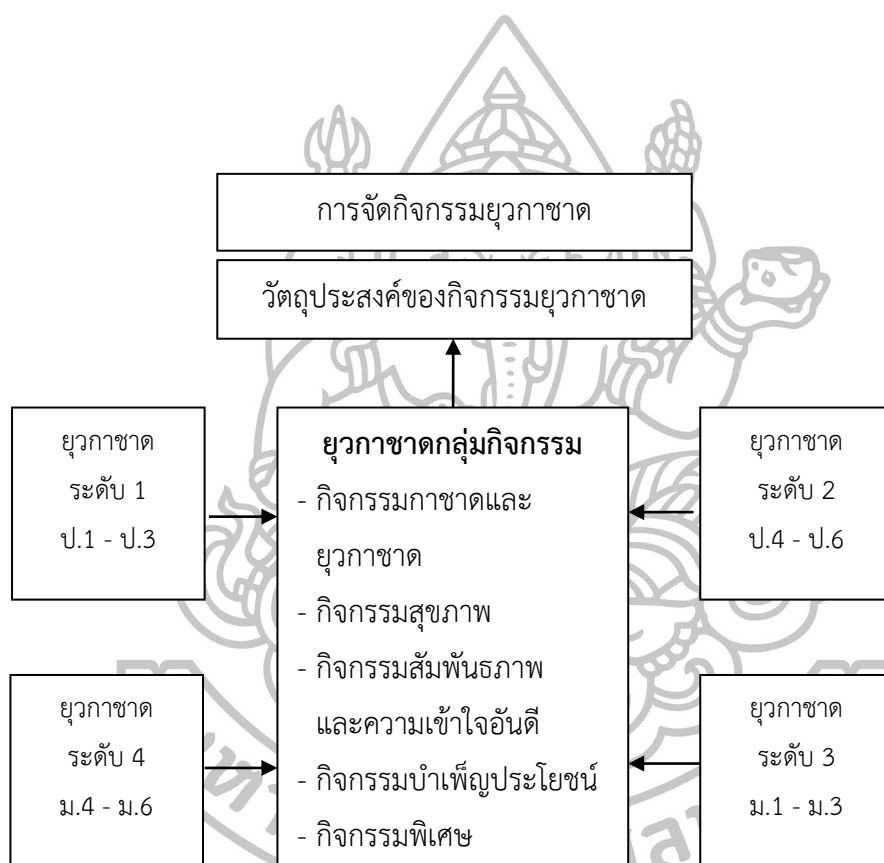 การจัดกิจกรรมยุวกาชาด
วัตถุประสงค์ของกิจกรรมยุวกาชาด
ยุวกาชาด
ระดับ 1
ป.1 - ป.3
ยุวกาชาดกลุ่มกิจกรรม
- กิจกรรมกาชาดและ
ยุวกาชาด
- กิจกรรมสุขภาพ
- กิจกรรมสัมพันธภาพ
และความเข้าใจอันดี
- กิจกรรมบำเพ็ญประโยชน์
- กิจกรรมพิเศษ
ยุวกาชาด
ระดับ 2
ป.4 - ป.6
ยุวกาชาด
ระดับ 4
ม.4 - ม.6
ยุวกาชาด
ระดับ 3
ม.1 - ม.3